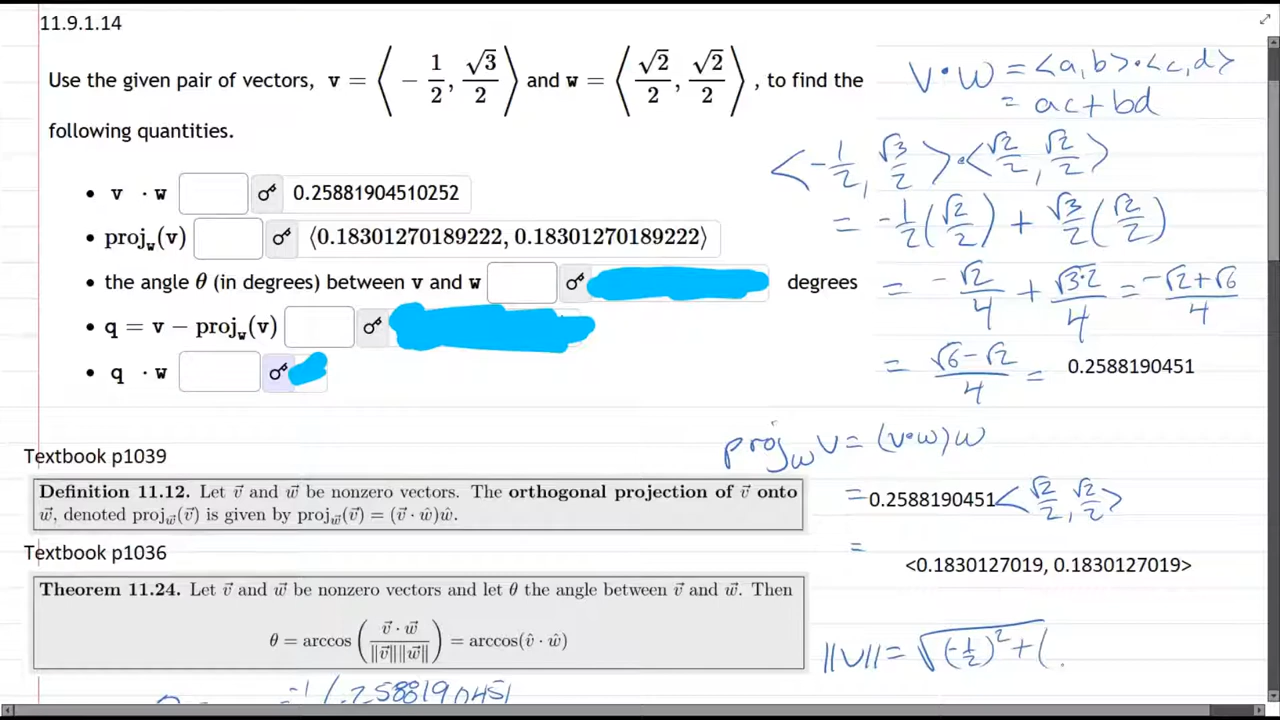 11.9.1.14
Use the given pair of vectors, v = ⟨−1/2, √3/2⟩ and w = ⟨√2/2, √2/2⟩, to find the
following quantities.
• v · w 0.25881904510252
• proj_w(v) ⟨0.18301270189222, 0.18301270189222⟩
• the angle θ (in degrees) between v and w degrees
• q = v − proj_w(v)
• q · w
Textbook p1039
Definition 11.12. Let v⃗ and w⃗ be nonzero vectors. The orthogonal projection of v⃗ onto
w⃗, denoted proj_w⃗(v⃗) is given by proj_w⃗(v⃗) = (v⃗ · ŵ)ŵ.
Textbook p1036
Theorem 11.24. Let v⃗ and w⃗ be nonzero vectors and let θ the angle between v⃗ and w⃗. Then
θ = arccos(v⃗ · w⃗ / ‖v⃗‖‖w⃗‖) = arccos(v̂ · ŵ)
⁻¹(.2588190451
v·w = <a,b>·<c,d>
= ac + bd
<-1/2, √3/2>·<√2/2, √2/2>
= -1/2(√2/2) + √3/2(√2/2)
= -√2/4 + √3·2/4 = -√2+√6/4
= √6-√2/4 = 0.2588190451
proj_w v = (v·w)w
= 0.2588190451<√2/2, √2/2>
=
<0.1830127019, 0.1830127019>
||v|| = √(-1/2)² + (